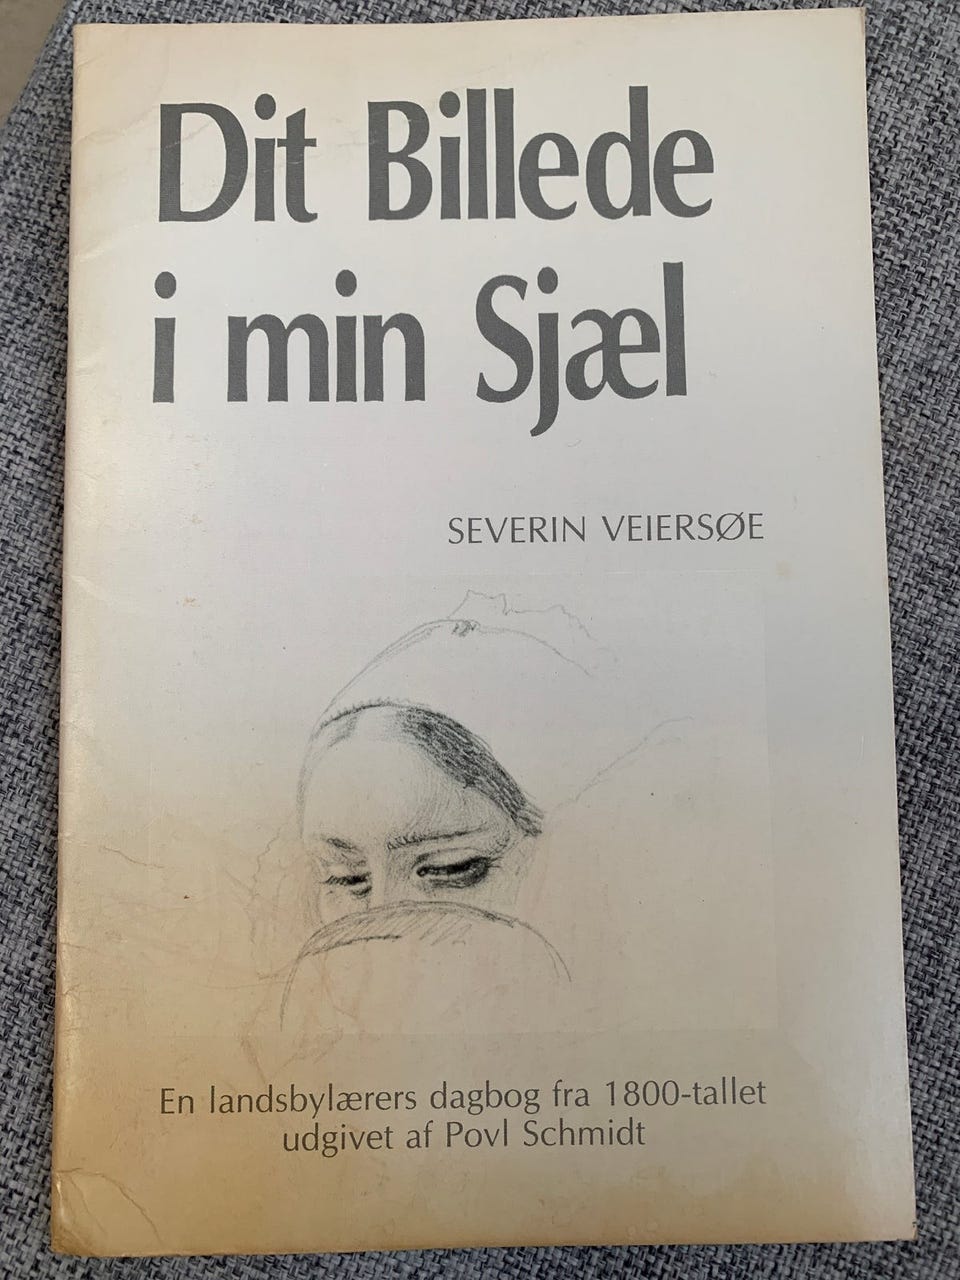 Dit Billede
i min Sjæl
SEVERIN VEIERSØE
En landsbylærers dagbog fra 1800-tallet
udgivet af Povl Schmidt